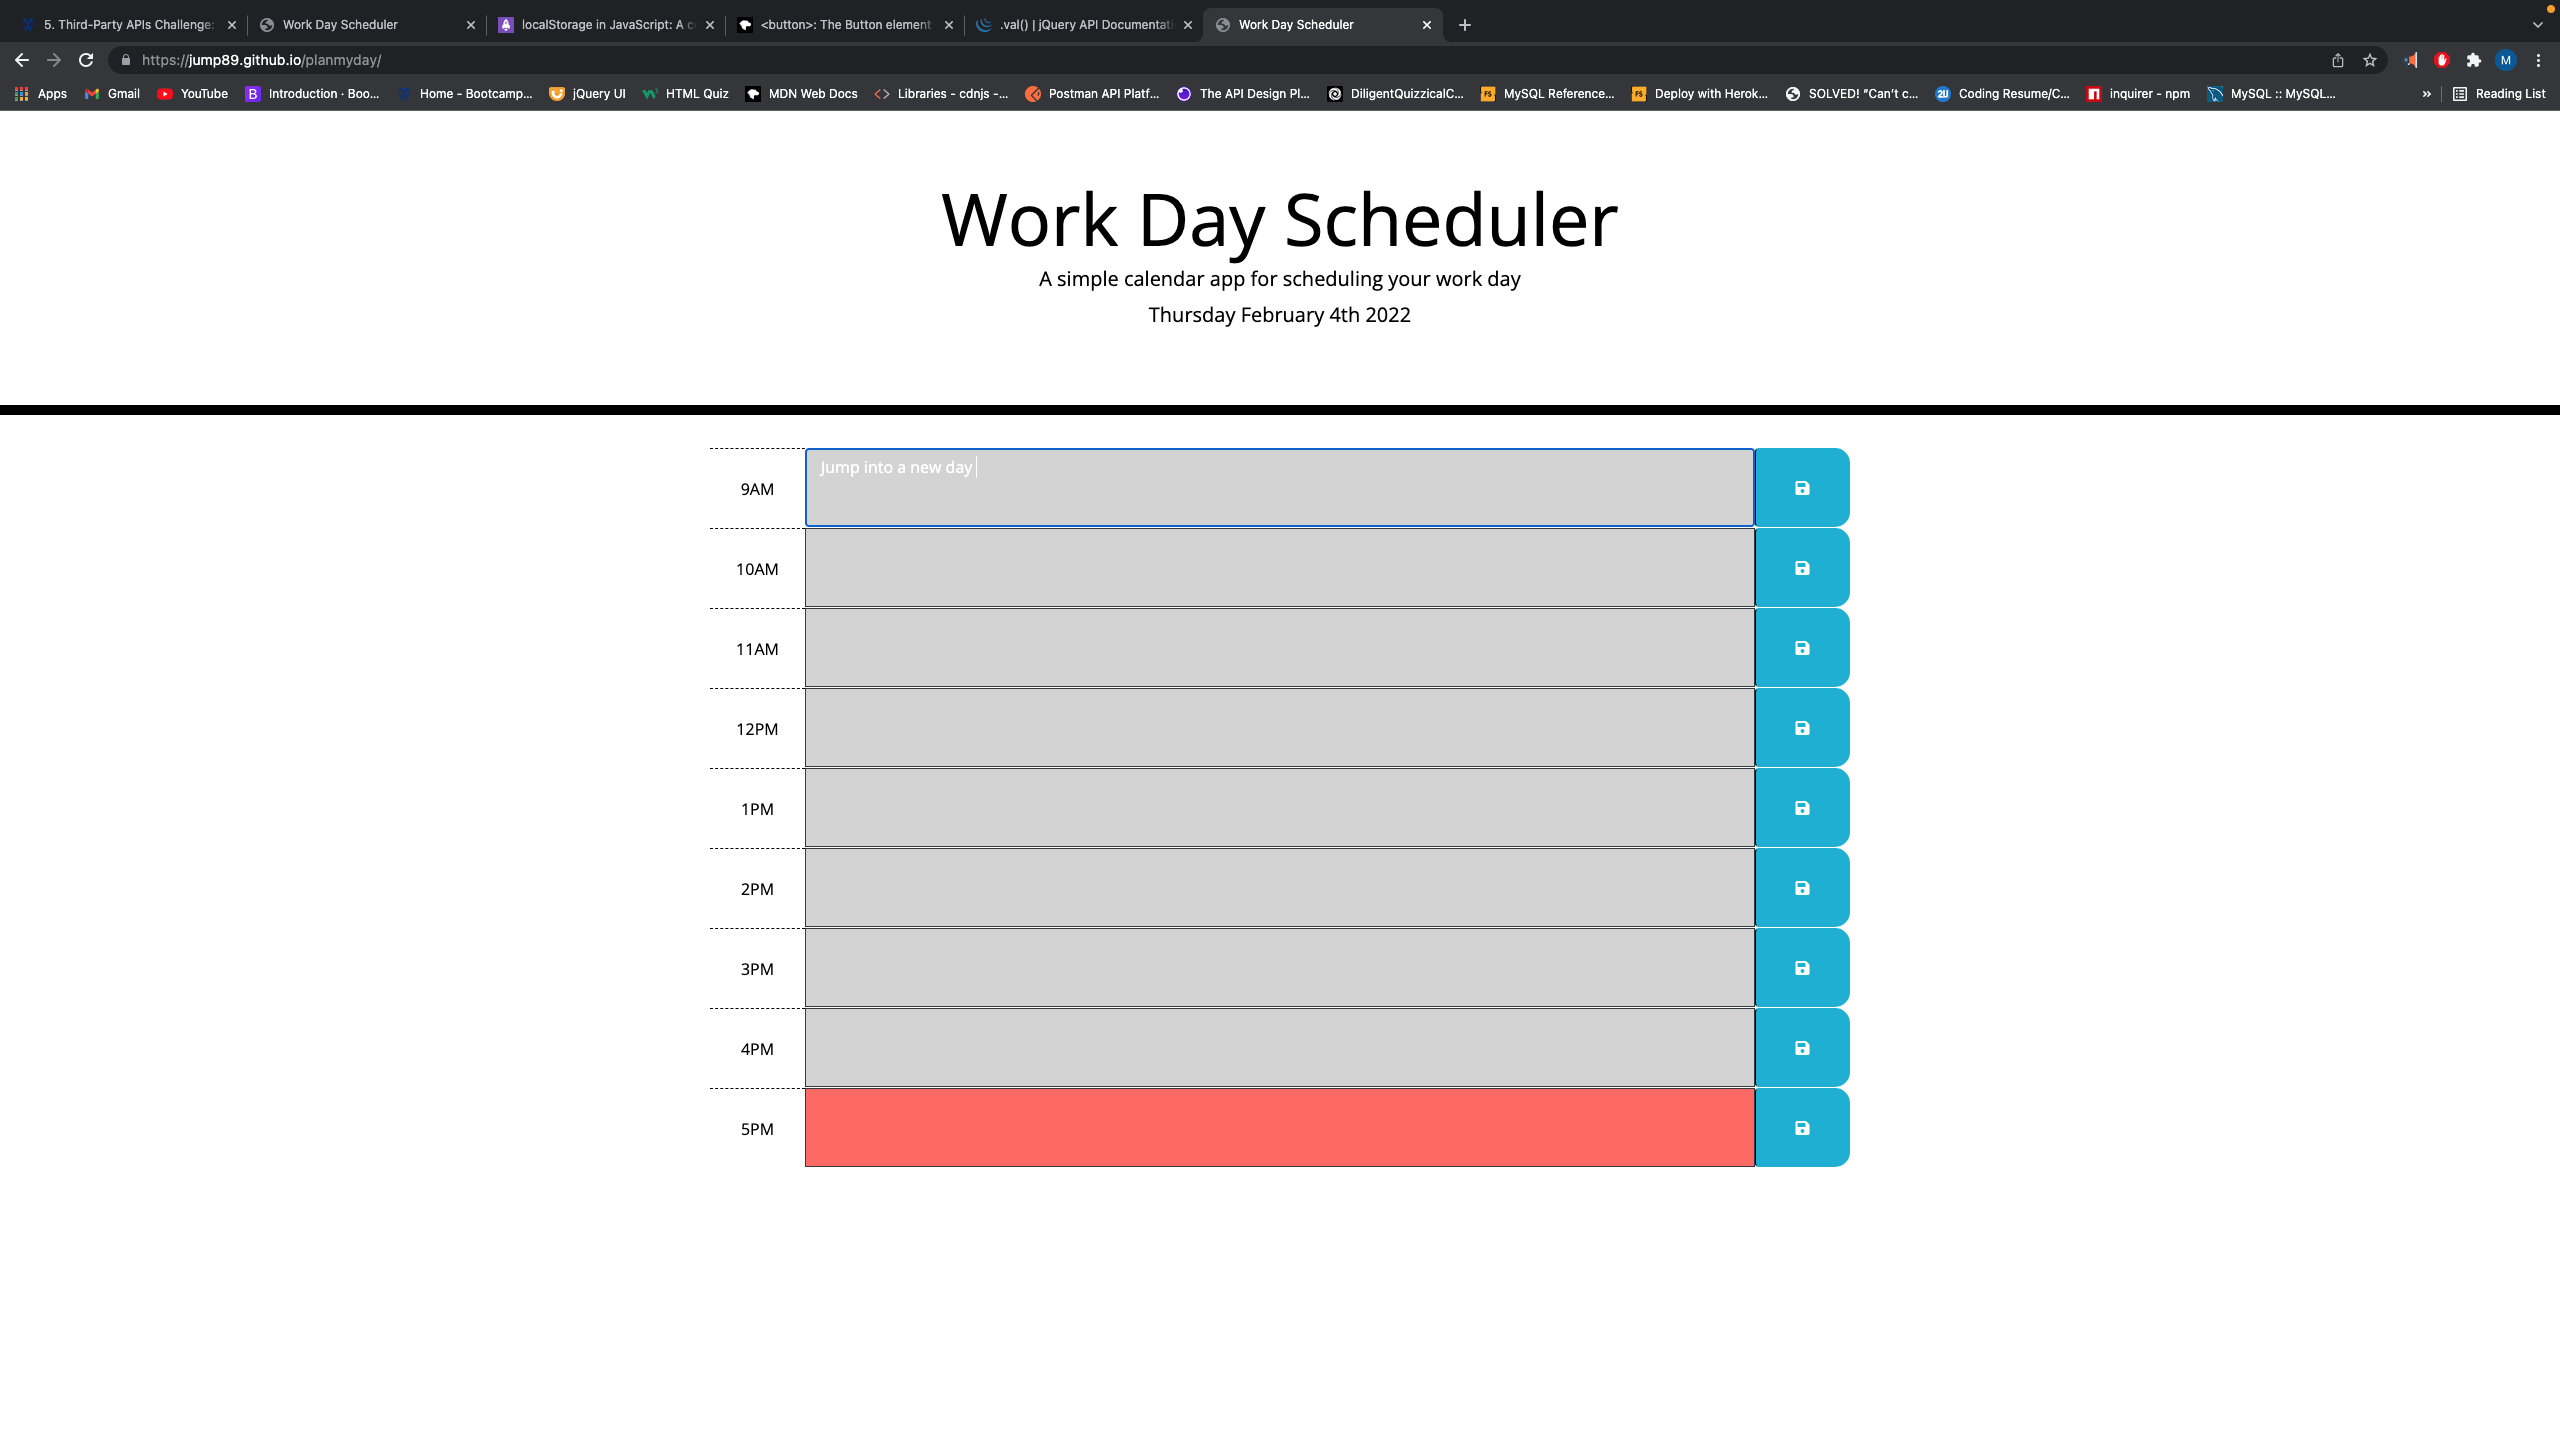 5. Third-Party APIs Challenge:
Work Day Scheduler
localStorage in JavaScript: A c
<button>: The Button element
.val() | jQuery API Documentati
Work Day Scheduler
https://jump89.github.io/planmyday/
M
Apps
Gmail
YouTube
B
Introduction · Boo...
Home - Bootcamp...
jQuery UI
HTML Quiz
MDN Web Docs
<> Libraries - cdnjs -...
Postman API Platf...
The API Design Pl...
DiligentQuizzicalC...
FS MySQL Reference...
FS Deploy with Herok...
SOLVED! "Can't c...
2U Coding Resume/C...
inquirer - npm
MySQL :: MySQL...
»
Reading List
Work Day Scheduler
A simple calendar app for scheduling your work day
Thursday February 4th 2022
9AM
Jump into a new day
10AM
11AM
12PM
1PM
2PM
3PM
4PM
5PM